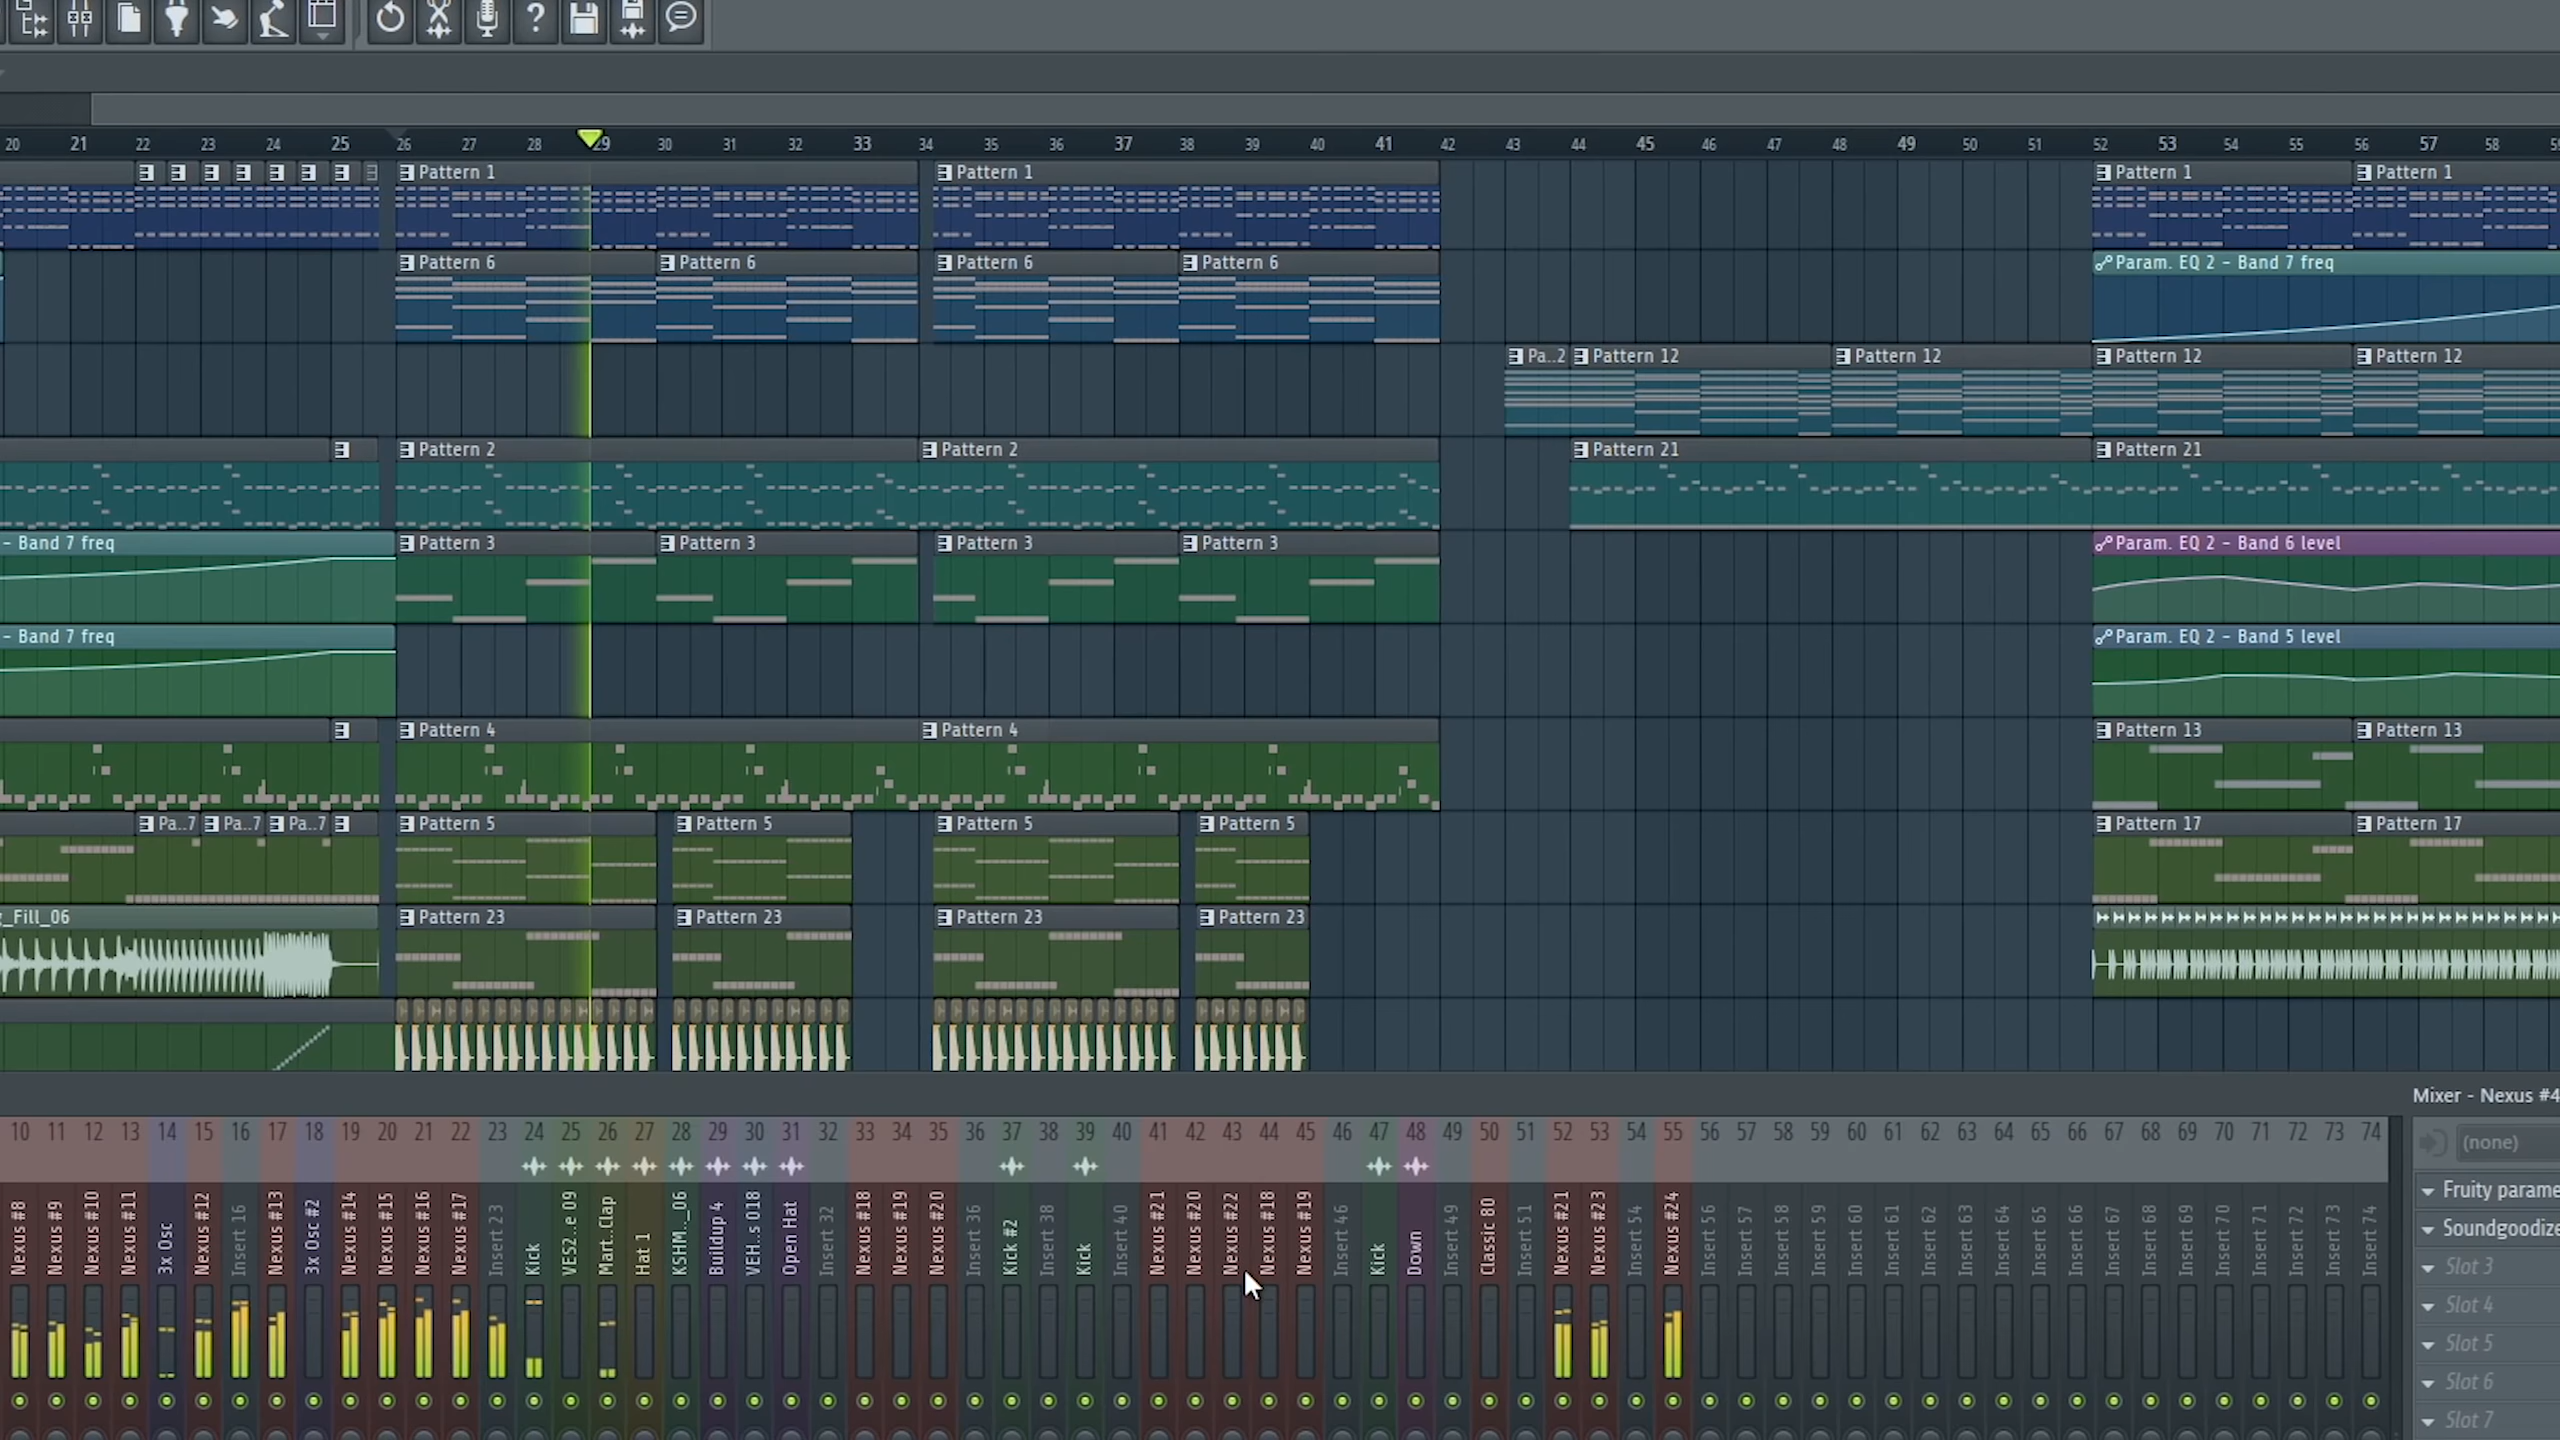 ?
20 21 22 23 24 25 26 27 28 29 30 31 32 33 34 35 36 37 38 39 40 41 42 43 44 45 46 47 48 49 50 51 52 53 54 55 56 57 58
Pattern 1 Pattern 1 Pattern 1 Pattern 1
Pattern 6 Pattern 6 Pattern 6 Pattern 6 Param. EQ 2 - Band 7 freq
Pa..2 Pattern 12 Pattern 12 Pattern 12 Pattern 12
Pattern 2 Pattern 2 Pattern 21 Pattern 21
- Band 7 freq Pattern 3 Pattern 3 Pattern 3 Pattern 3 Param. EQ 2 - Band 6 level
- Band 7 freq Param. EQ 2 - Band 5 level
Pattern 4 Pattern 4 Pattern 13 Pattern 13
Pa..7 Pa..7 Pa..7 Pattern 5 Pattern 5 Pattern 5 Pattern 5 Pattern 17 Pattern 17
_Fill_06 Pattern 23 Pattern 23 Pattern 23 Pattern 23
Mixer - Nexus #4
10 11 12 13 14 15 16 17 18 19 20 21 22 23 24 25 26 27 28 29 30 31 32 33 34 35 36 37 38 39 40 41 42 43 44 45 46 47 48 49 50 51 52 53 54 55 56 57 58 59 60 61 62 63 64 65 66 67 68 69 70 71 72 73 74
(none)
Nexus #8
Nexus #9
Nexus #10
Nexus #11
3x Osc
Nexus #12
Insert 16
Nexus #13
3x Osc #2
Nexus #14
Nexus #15
Nexus #16
Nexus #17
Insert 23
Kick
VES2..e 09
Mart..Clap
Hat 1
KSHM.._06
Buildup 4
VEH..s 018
Open Hat
Insert 32
Nexus #18
Nexus #19
Nexus #20
Insert 36
Kick #2
Insert 38
Kick
Insert 40
Nexus #21
Nexus #20
Nexus #22
Nexus #18
Nexus #19
Insert 46
Kick
Down
Insert 49
Classic 80
Insert 51
Nexus #21
Nexus #23
Insert 54
Nexus #24
Insert 56
Insert 57
Insert 58
Insert 59
Insert 60
Insert 61
Insert 62
Insert 63
Insert 64
Insert 65
Insert 66
Insert 67
Insert 68
Insert 69
Insert 70
Insert 71
Insert 72
Insert 73
Insert 74
Fruity parame
Soundgoodize
Slot 3
Slot 4
Slot 5
Slot 6
Slot 7